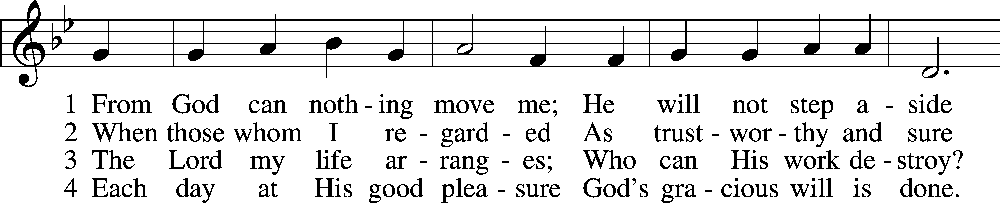 1 From God can noth - ing move me; He will not step a - side
2 When those whom I re - gard - ed As trust - wor - thy and sure
3 The Lord my life ar - rang - es; Who can His work de - stroy?
4 Each day at His good plea - sure God’s gra - cious will is done.